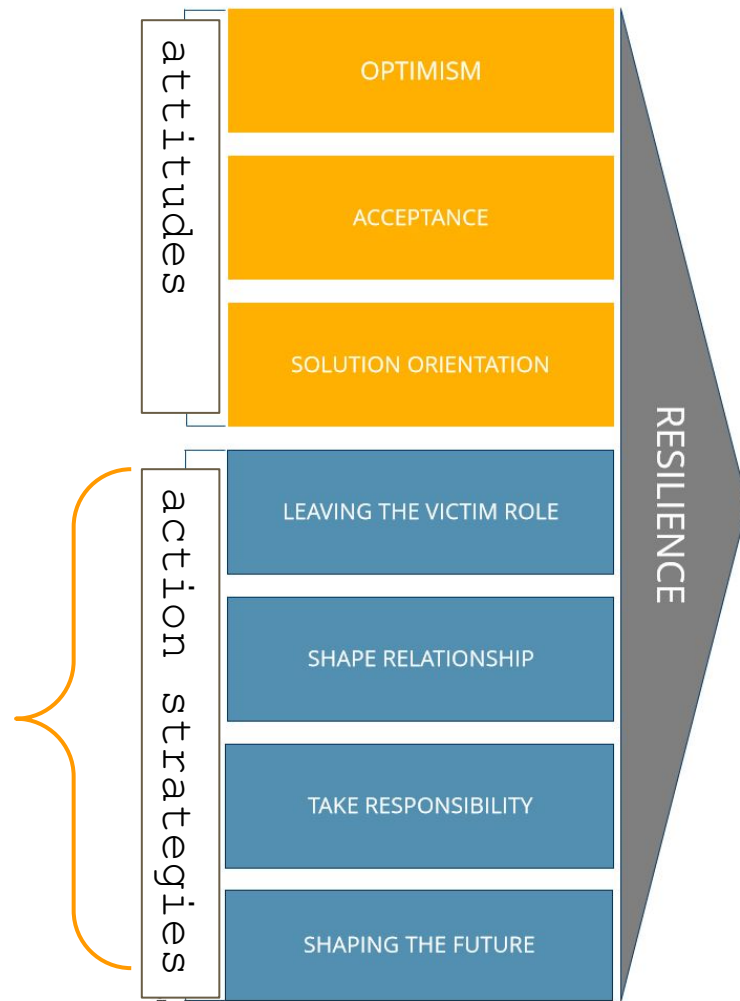 attitudes
OPTIMISM
ACCEPTANCE
SOLUTION ORIENTATION
action strategies
LEAVING THE VICTIM ROLE
SHAPE RELATIONSHIP
TAKE RESPONSIBILITY
SHAPING THE FUTURE
RESILIENCE